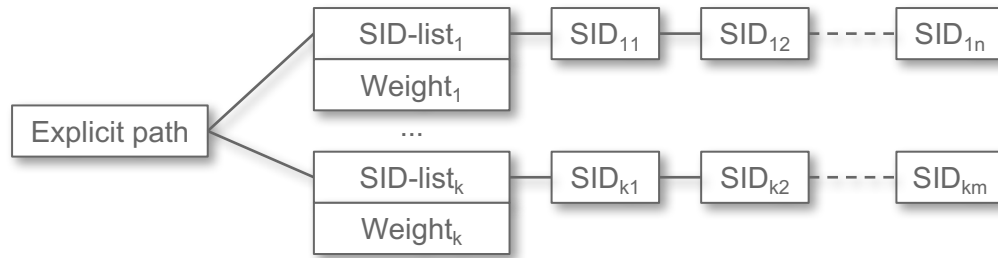 SID-list₁ SID₁₁ SID₁₂ SID₁ₙ
Weight₁
Explicit path
...
SID-listₖ SIDₖ₁ SIDₖ₂ SIDₖₘ
Weightₖ